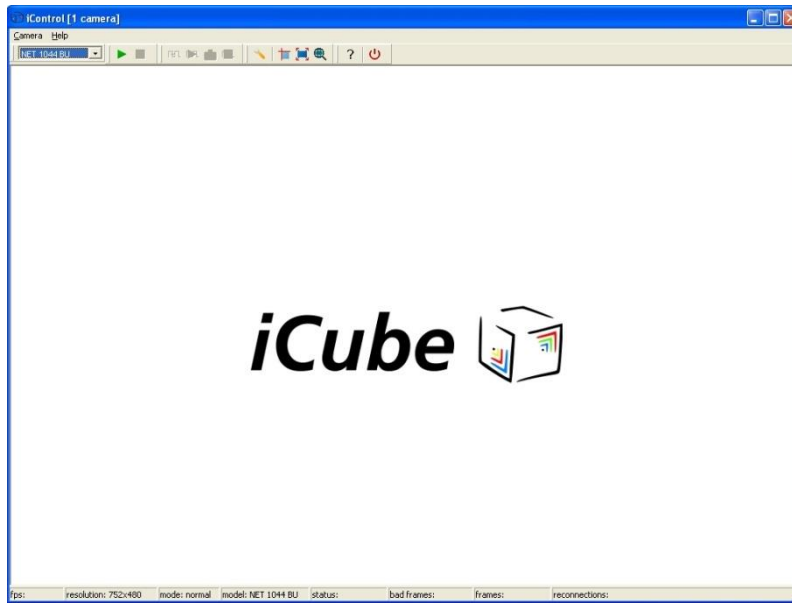 iControl [1 camera]
Camera Help
NET 1044 BU
?
iCube
fps: resolution: 752x480 mode: normal model: NET 1044 BU status: bad frames: frames: reconnections: